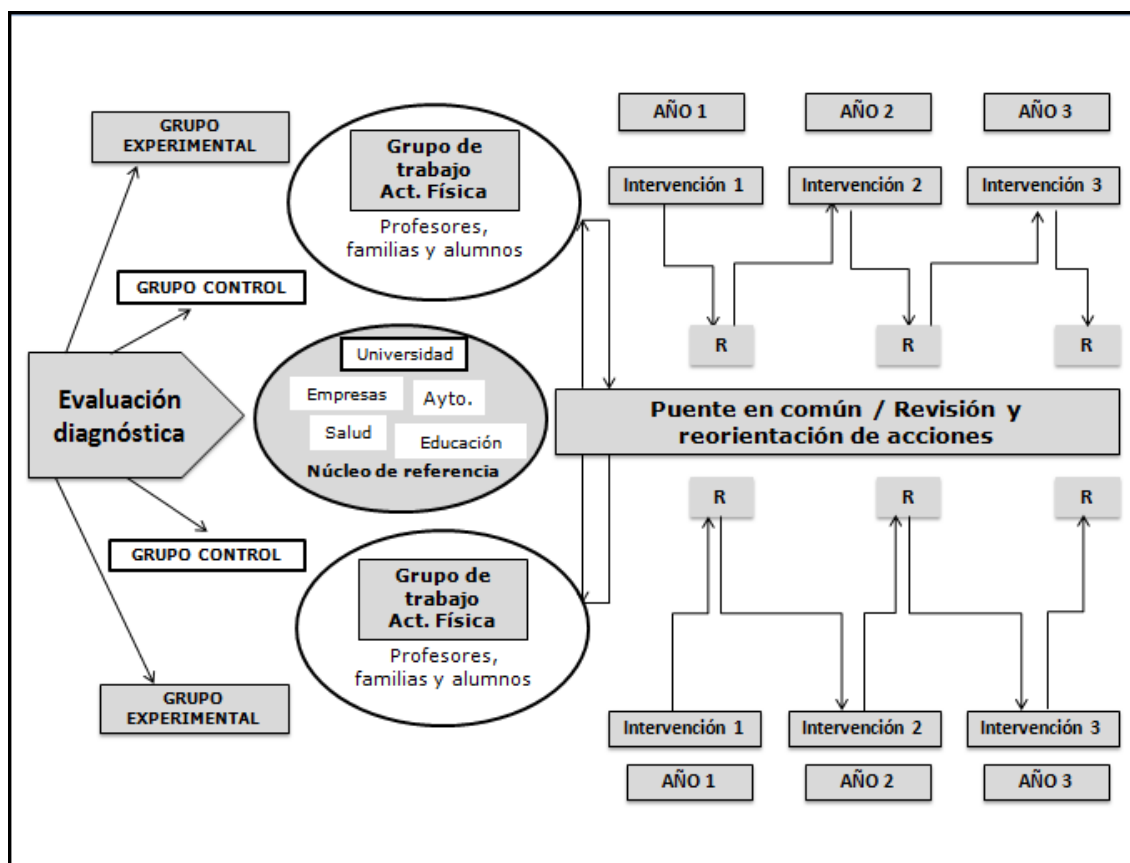 GRUPO
EXPERIMENTAL
GRUPO CONTROL
Evaluación
diagnóstica
GRUPO CONTROL
GRUPO
EXPERIMENTAL
Grupo de
trabajo
Act. Física
Profesores,
familias y alumnos
Universidad
Empresas
Ayto.
Salud
Educación
Núcleo de referencia
Grupo de
trabajo
Act. Física
Profesores,
familias y alumnos
AÑO 1
AÑO 2
AÑO 3
Intervención 1
Intervención 2
Intervención 3
R
R
R
Puente en común / Revisión y
reorientación de acciones
R
R
R
Intervención 1
Intervención 2
Intervención 3
AÑO 1
AÑO 2
AÑO 3